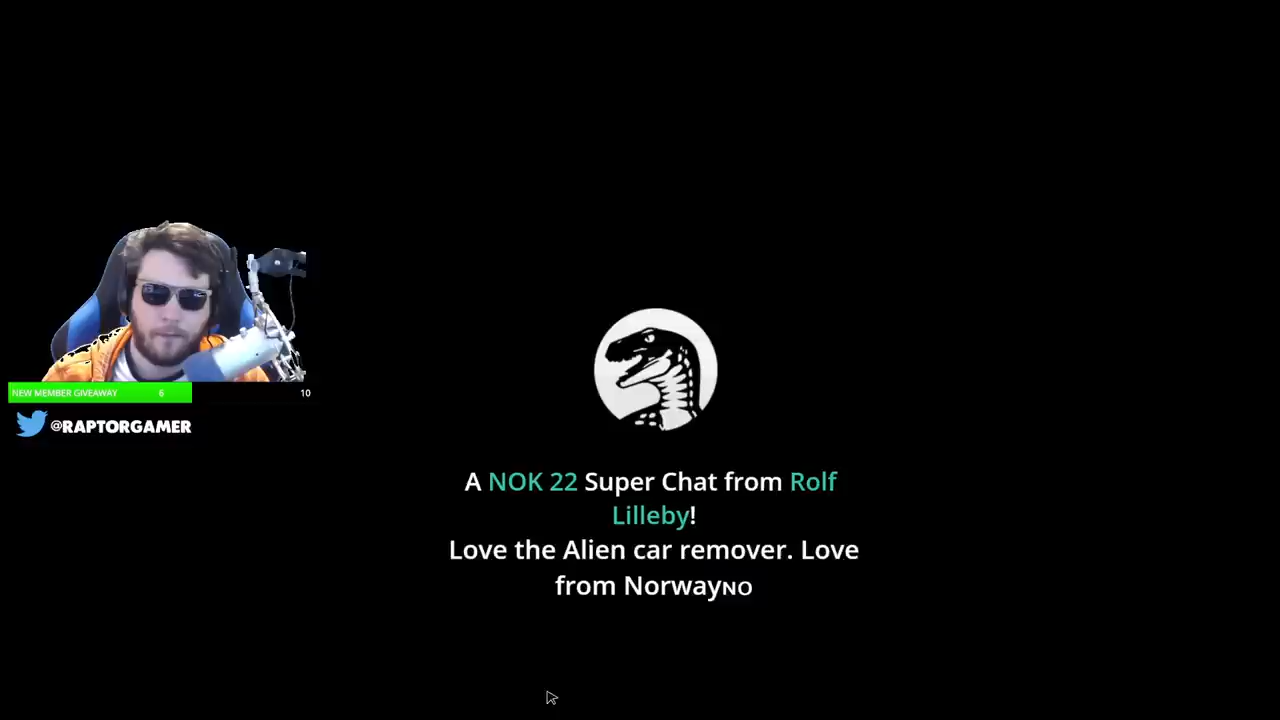 NEW MEMBER GIVEAWAY 6 10
@RAPTORGAMER
A NOK 22 Super Chat from Rolf
Lilleby!
Love the Alien car remover. Love
from NorwayNO